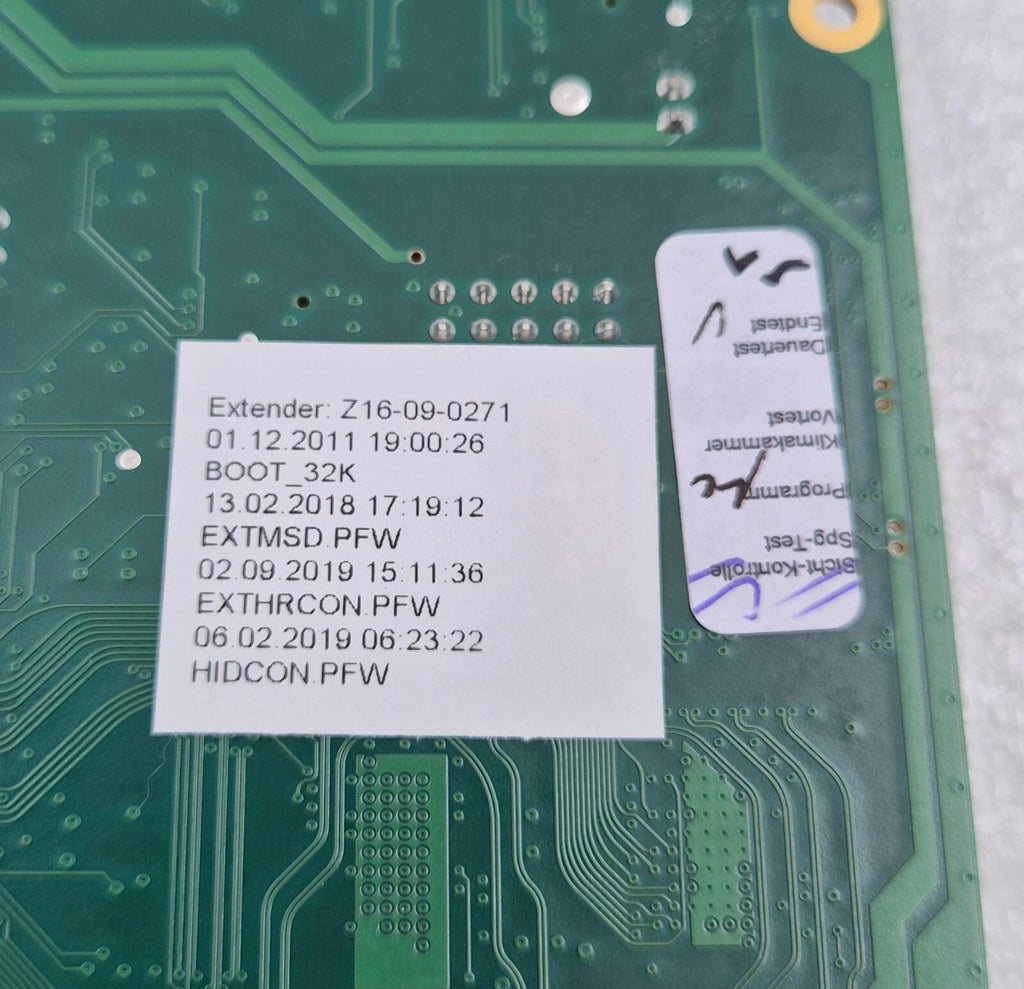 Extender: Z16-09-0271
01.12.2011 19:00:26
BOOT_32K
13.02.2018 17:19:12
EXTMSD.PFW
02.09.2019 15:11:36
EXTHRCON.PFW
06.02.2019 06:23:22
HIDCON.PFW
Sicht-Kontrolle
Spg-Test
Programm
Klimakammer
Vortest
Dauertest
Endtest